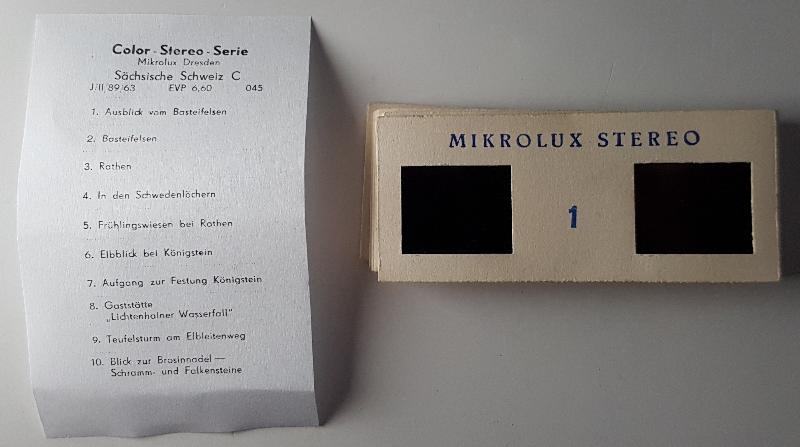 Color-Stereo-Serie
Mikrolux Dresden
Sächsische Schweiz C
J/II/89/63 EVP 6,60 045
1. Ausblick vom Basteifelsen
2. Basteifelsen
3. Rathen
4. In den Schwedenlöchern
5. Frühlingswiesen bei Rathen
6. Elbblick bei Königstein
7. Aufgang zur Festung Königstein
8. Gaststätte
„Lichtenhainer Wasserfall"
9. Teufelsturm am Elbleitenweg
10. Blick zur Brosinnadel —
Schramm- und Falkensteine
MIKROLUX STEREO
1